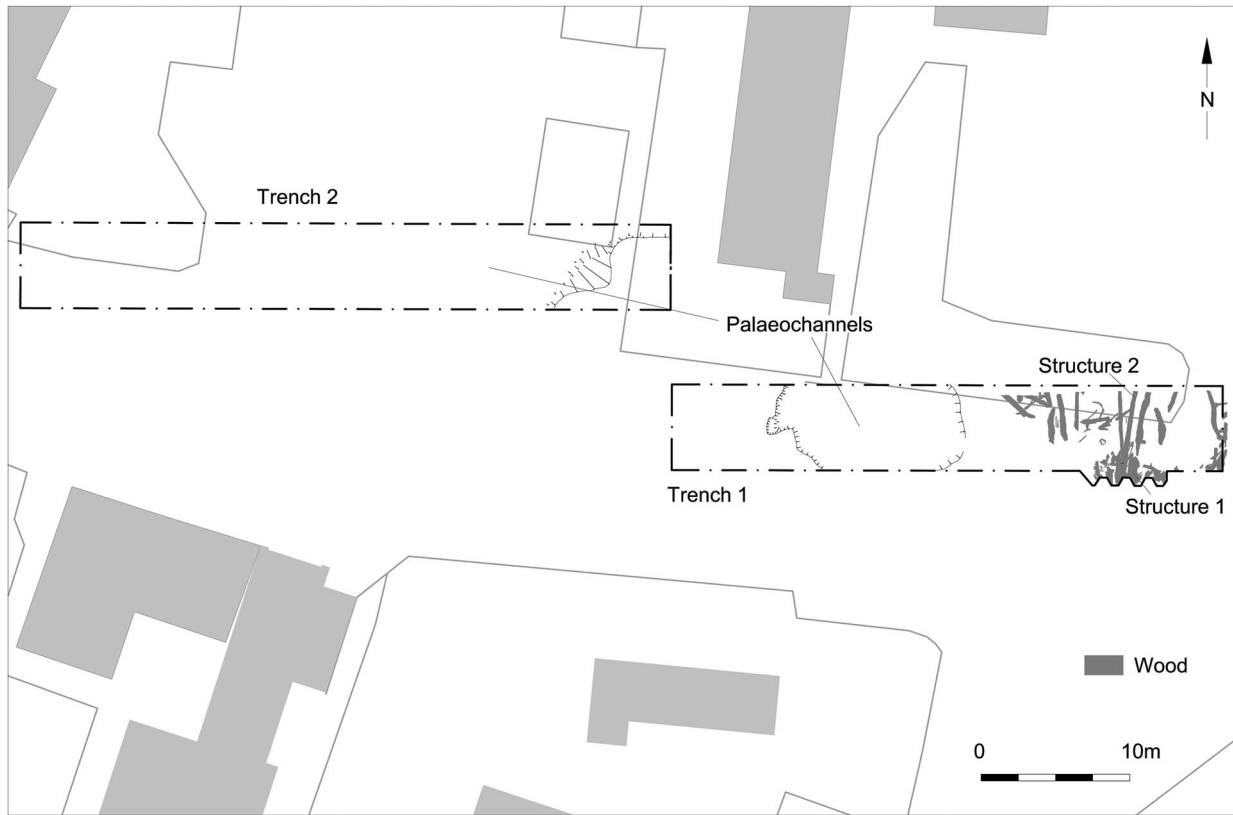 N
Trench 2
Palaeochannels
Structure 2
Trench 1
Structure 1
Wood
0 10m